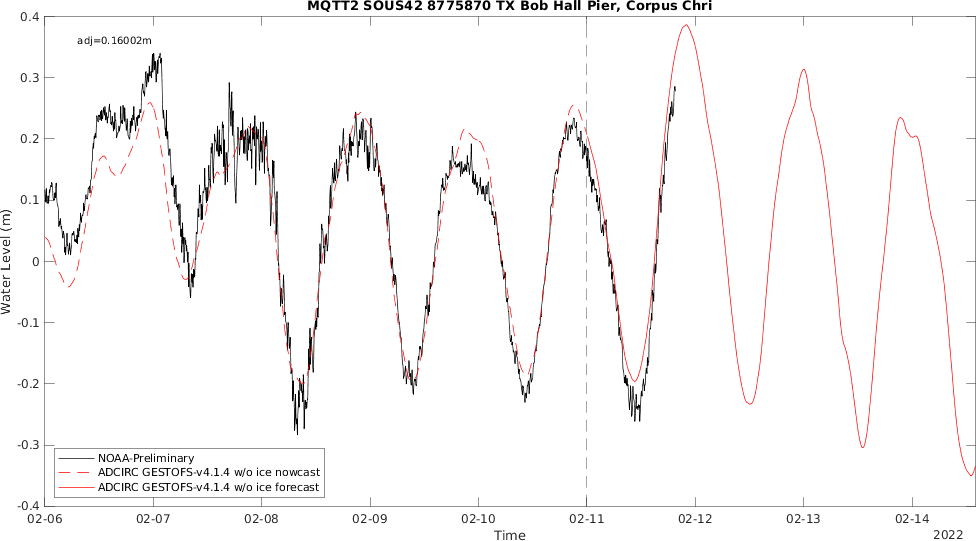 MQTT2 SOUS42 8775870 TX Bob Hall Pier, Corpus Chri
adj=0.16002m
0.4
0.3
0.2
0.1
0
-0.1
-0.2
-0.3
-0.4
Water Level (m)
NOAA-Preliminary
ADCIRC GESTOFS-v4.1.4 w/o ice nowcast
ADCIRC GESTOFS-v4.1.4 w/o ice forecast
02-06 02-07 02-08 02-09 02-10 02-11 02-12 02-13 02-14
Time
2022